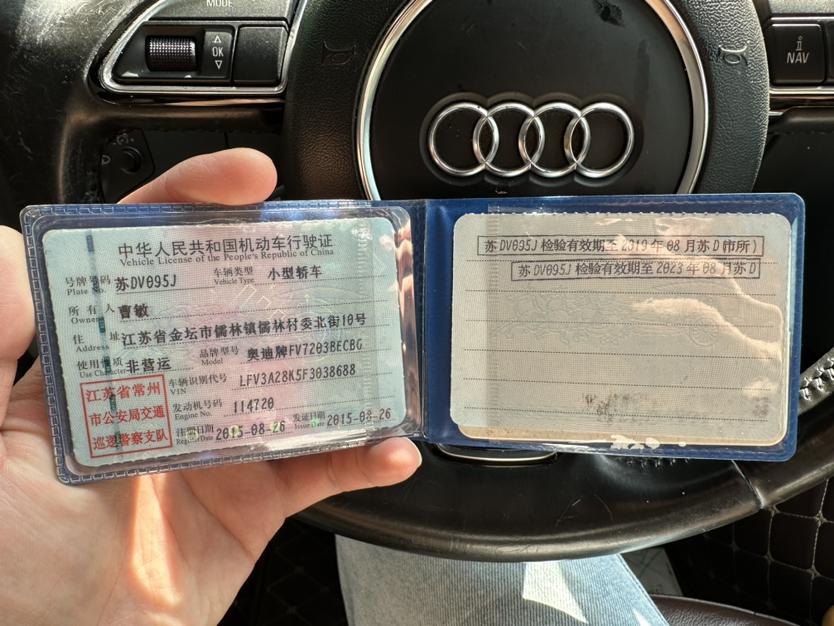 MODE
OK
NAV
中华人民共和国机动车行驶证
Vehicle License of the People's Republic of China
号牌号码 苏DV095J 车辆类型 小型轿车
Plate No. Vehicle Type
所有人 曹敏
Owner
住址 江苏省金坛市儒林镇儒林村委北街10号
Address
使用性质 非营运 品牌型号 奥迪牌FV7203BECBG
Use Character Model
江苏省常州
市公安局交通
巡逻警察支队
车辆识别代号 LFV3A28K5F3038688
VIN
发动机号码 114720
Engine No.
注册日期 2015-08-26 发证日期 2015-08-26
Register Date Issue Date
苏DV095J 检验有效期至 2019年08月苏D
苏DV095J 检验有效期至 2023年08月苏D